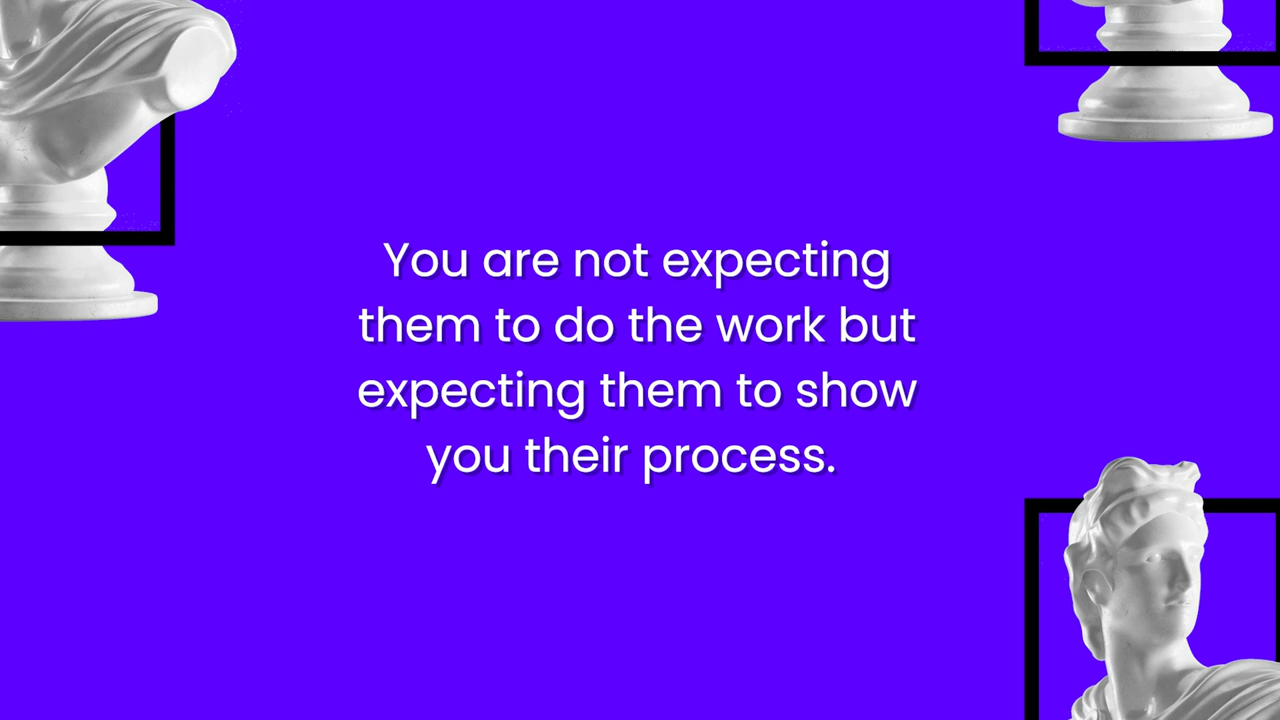 You are not expecting
them to do the work but
expecting them to show
you their process.